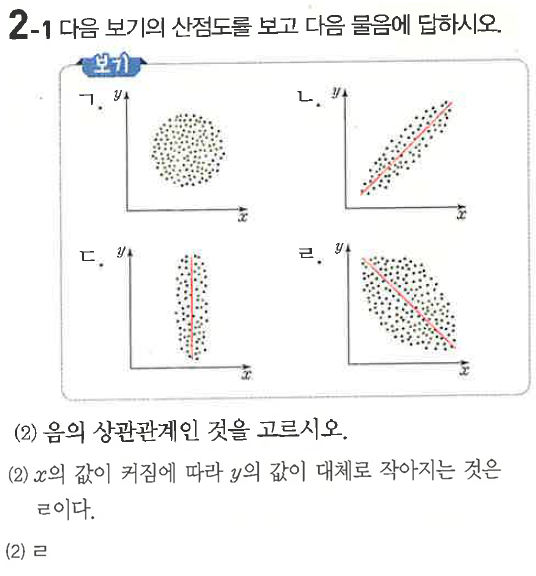 2-1 다음 보기의 산점도를 보고 다음 물음에 답하시오.
보기
ㄱ. y x
ㄴ. y x
ㄷ. y x
ㄹ. y x
(2) 음의 상관관계인 것을 고르시오.
(2) x의 값이 커짐에 따라 y의 값이 대체로 작아지는 것은
ㄹ이다.
(2) ㄹ